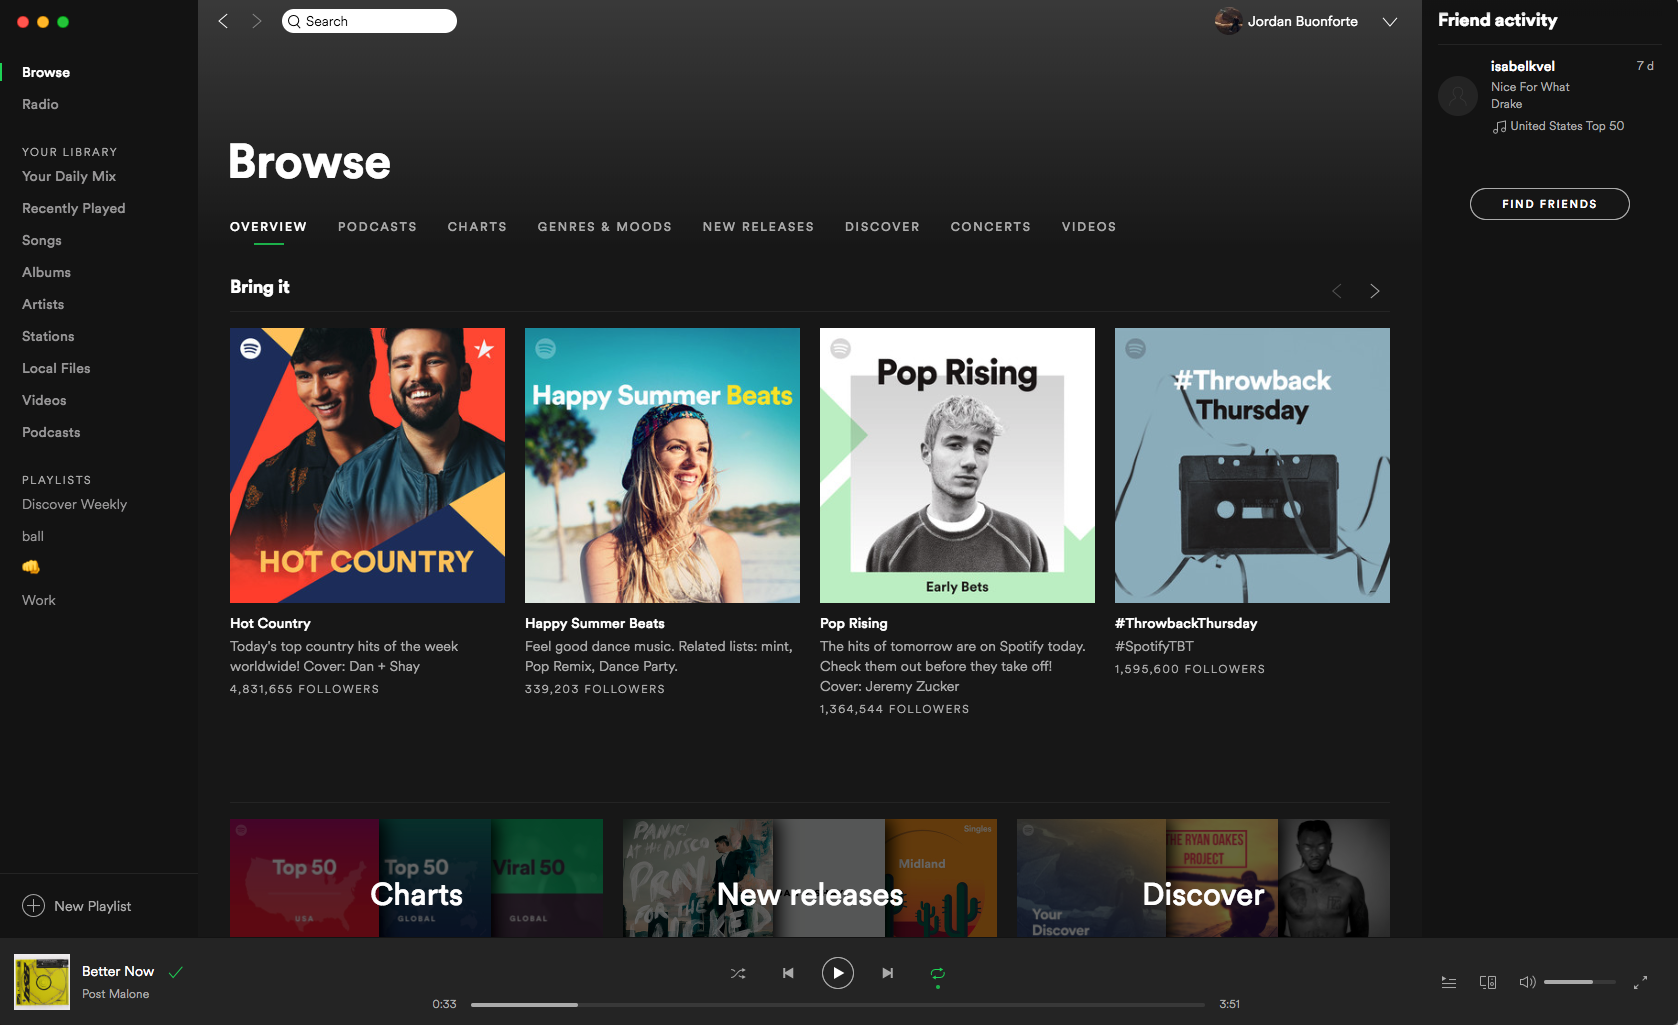 Search
Jordan Buonforte
Browse
Radio
YOUR LIBRARY
Your Daily Mix
Recently Played
Songs
Albums
Artists
Stations
Local Files
Videos
Podcasts
PLAYLISTS
Discover Weekly
ball
👊
Work
New Playlist
Browse
OVERVIEW PODCASTS CHARTS GENRES & MOODS NEW RELEASES DISCOVER CONCERTS VIDEOS
Bring it
HOT COUNTRY
Hot Country
Today's top country hits of the week
worldwide! Cover: Dan + Shay
4,831,655 FOLLOWERS
Happy Summer Beats
Happy Summer Beats
Feel good dance music. Related lists: mint,
Pop Remix, Dance Party.
339,203 FOLLOWERS
Pop Rising
Early Bets
Pop Rising
The hits of tomorrow are on Spotify today.
Check them out before they take off!
Cover: Jeremy Zucker
1,364,544 FOLLOWERS
#Throwback
Thursday
#ThrowbackThursday
#SpotifyTBT
1,595,600 FOLLOWERS
Top 50
USA
Top 50
GLOBAL
Viral 50
GLOBAL
Charts
PANIC!
AT THE DISCO
PRAY
FOR THE
Singles
Midland
New releases
Your
Discover
THE RYAN OAKES
PROJECT
Discover
Friend activity
isabelkvel 7 d
Nice For What
Drake
United States Top 50
FIND FRIENDS
Better Now
Post Malone
0:33
3:51